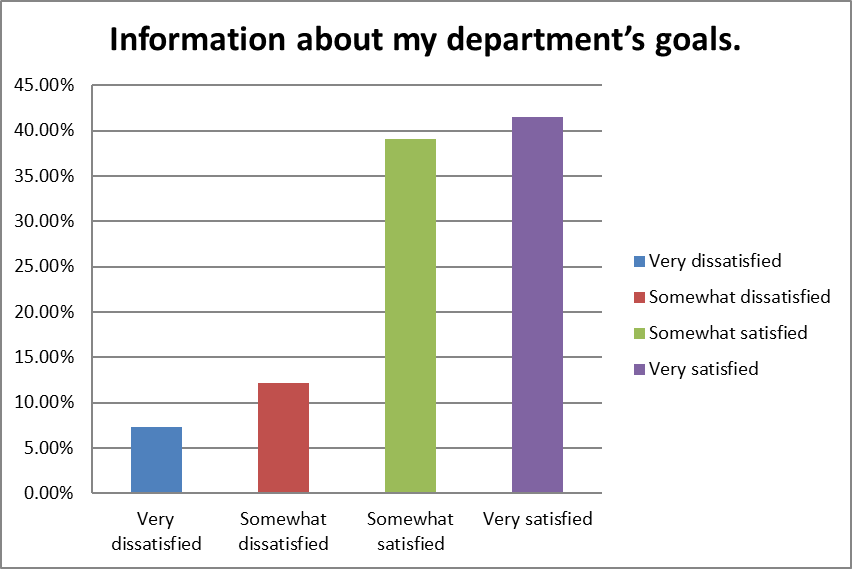 Information about my department’s goals.
45.00%
40.00%
35.00%
30.00%
25.00%
20.00%
15.00%
10.00%
5.00%
0.00%
Very
dissatisfied
Somewhat
dissatisfied
Somewhat
satisfied
Very satisfied
Very dissatisfied
Somewhat dissatisfied
Somewhat satisfied
Very satisfied